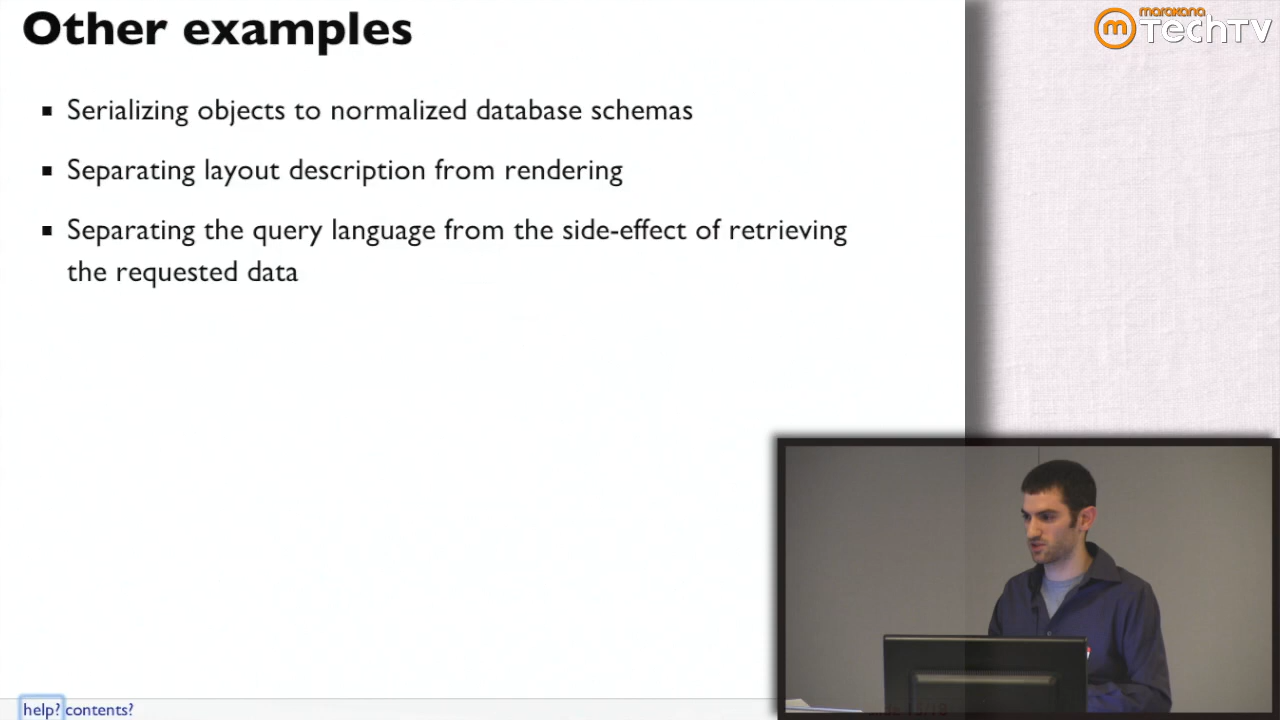 Other examples
maraκana
TechTV
Serializing objects to normalized database schemas
Separating layout description from rendering
Separating the query language from the side-effect of retrieving
the requested data
help? contents?